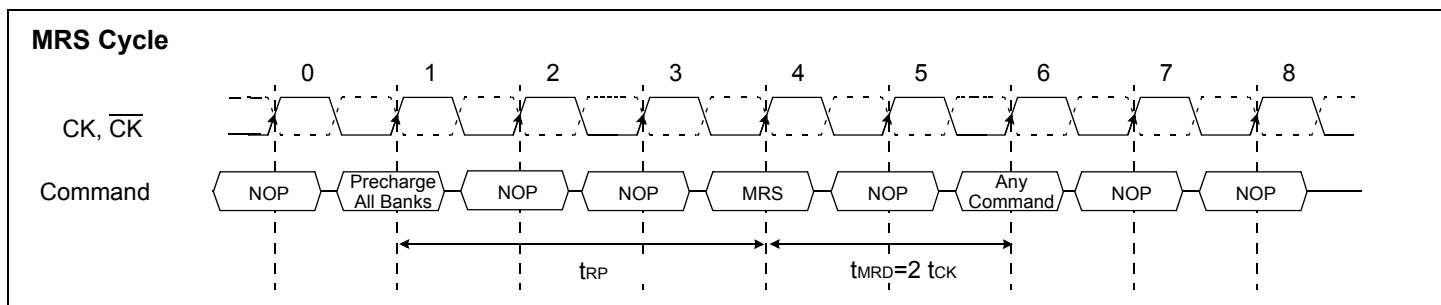 MRS Cycle
0 1 2 3 4 5 6 7 8
CK, C̅K̅
Command
NOP Precharge All Banks NOP NOP MRS NOP Any Command NOP NOP
tRP tMRD=2 tCK